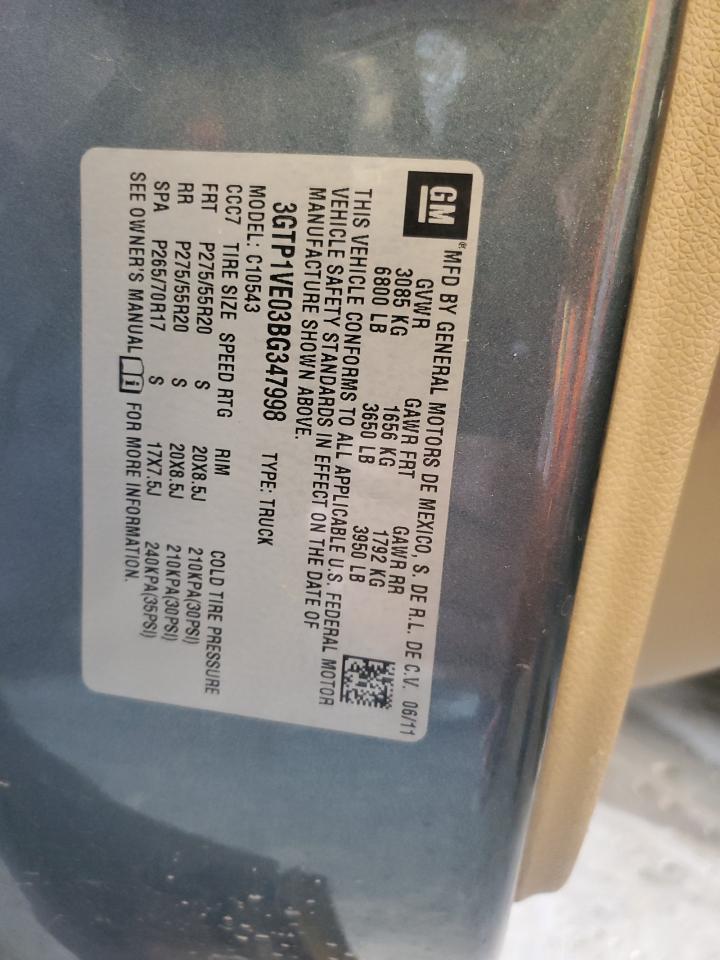 GM® MFD BY GENERAL MOTORS DE MEXICO, S. DE R.L. DE C.V. 06/11
GVWR GAWR FRT GAWR RR
3085 KG 1656 KG 1792 KG
6800 LB 3650 LB 3950 LB
THIS VEHICLE CONFORMS TO ALL APPLICABLE U.S. FEDERAL MOTOR
VEHICLE SAFETY STANDARDS IN EFFECT ON THE DATE OF
MANUFACTURE SHOWN ABOVE.
3GTP1VE03BG347998 TYPE: TRUCK
MODEL: C10543
CCC7 TIRE SIZE SPEED RTG RIM COLD TIRE PRESSURE
FRT P275/55R20 S 20X8.5J 210KPA(30PSI)
RR P275/55R20 S 20X8.5J 210KPA(30PSI)
SPA P265/70R17 S 17X7.5J 240KPA(35PSI)
SEE OWNER'S MANUAL FOR MORE INFORMATION.